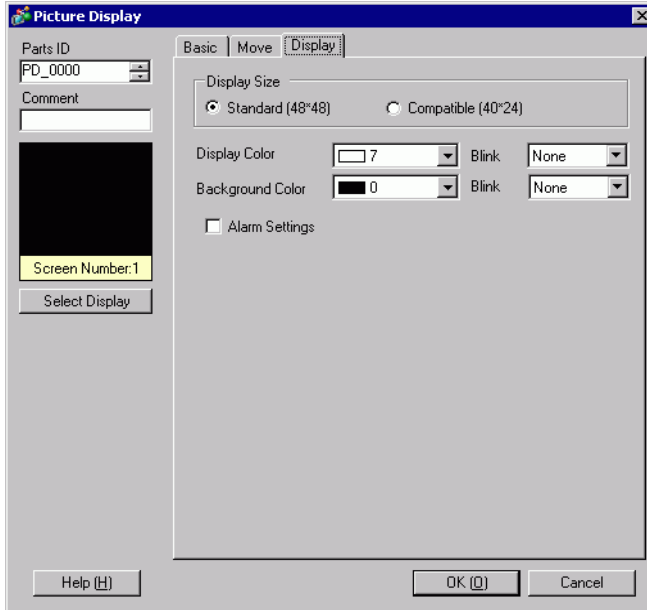 Picture Display
Parts ID
PD_0000
Comment
Screen Number:1
Select Display
Basic Move Display
Display Size
Standard (48*48) Compatible (40*24)
Display Color 7 Blink None
Background Color 0 Blink None
Alarm Settings
Help (H) OK (O) Cancel